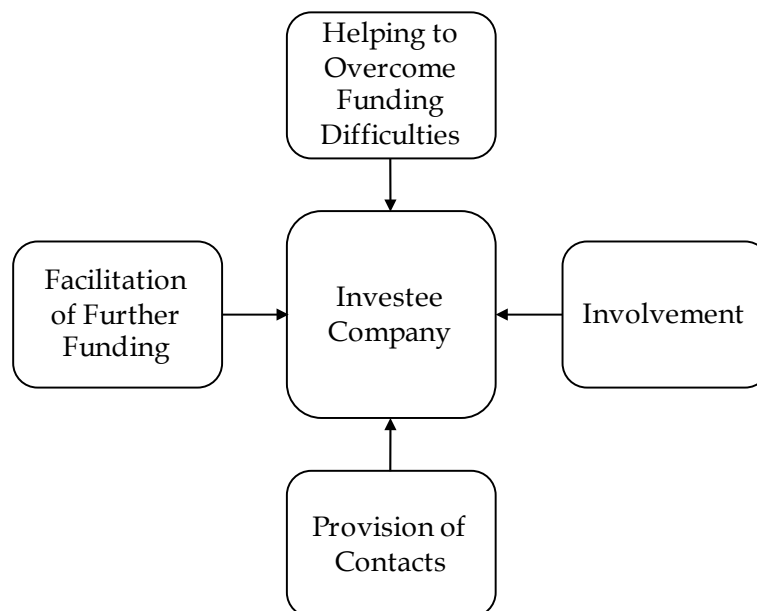 Helping to
Overcome
Funding
Difficulties
Facilitation
of Further
Funding
Investee
Company
Involvement
Provision of
Contacts